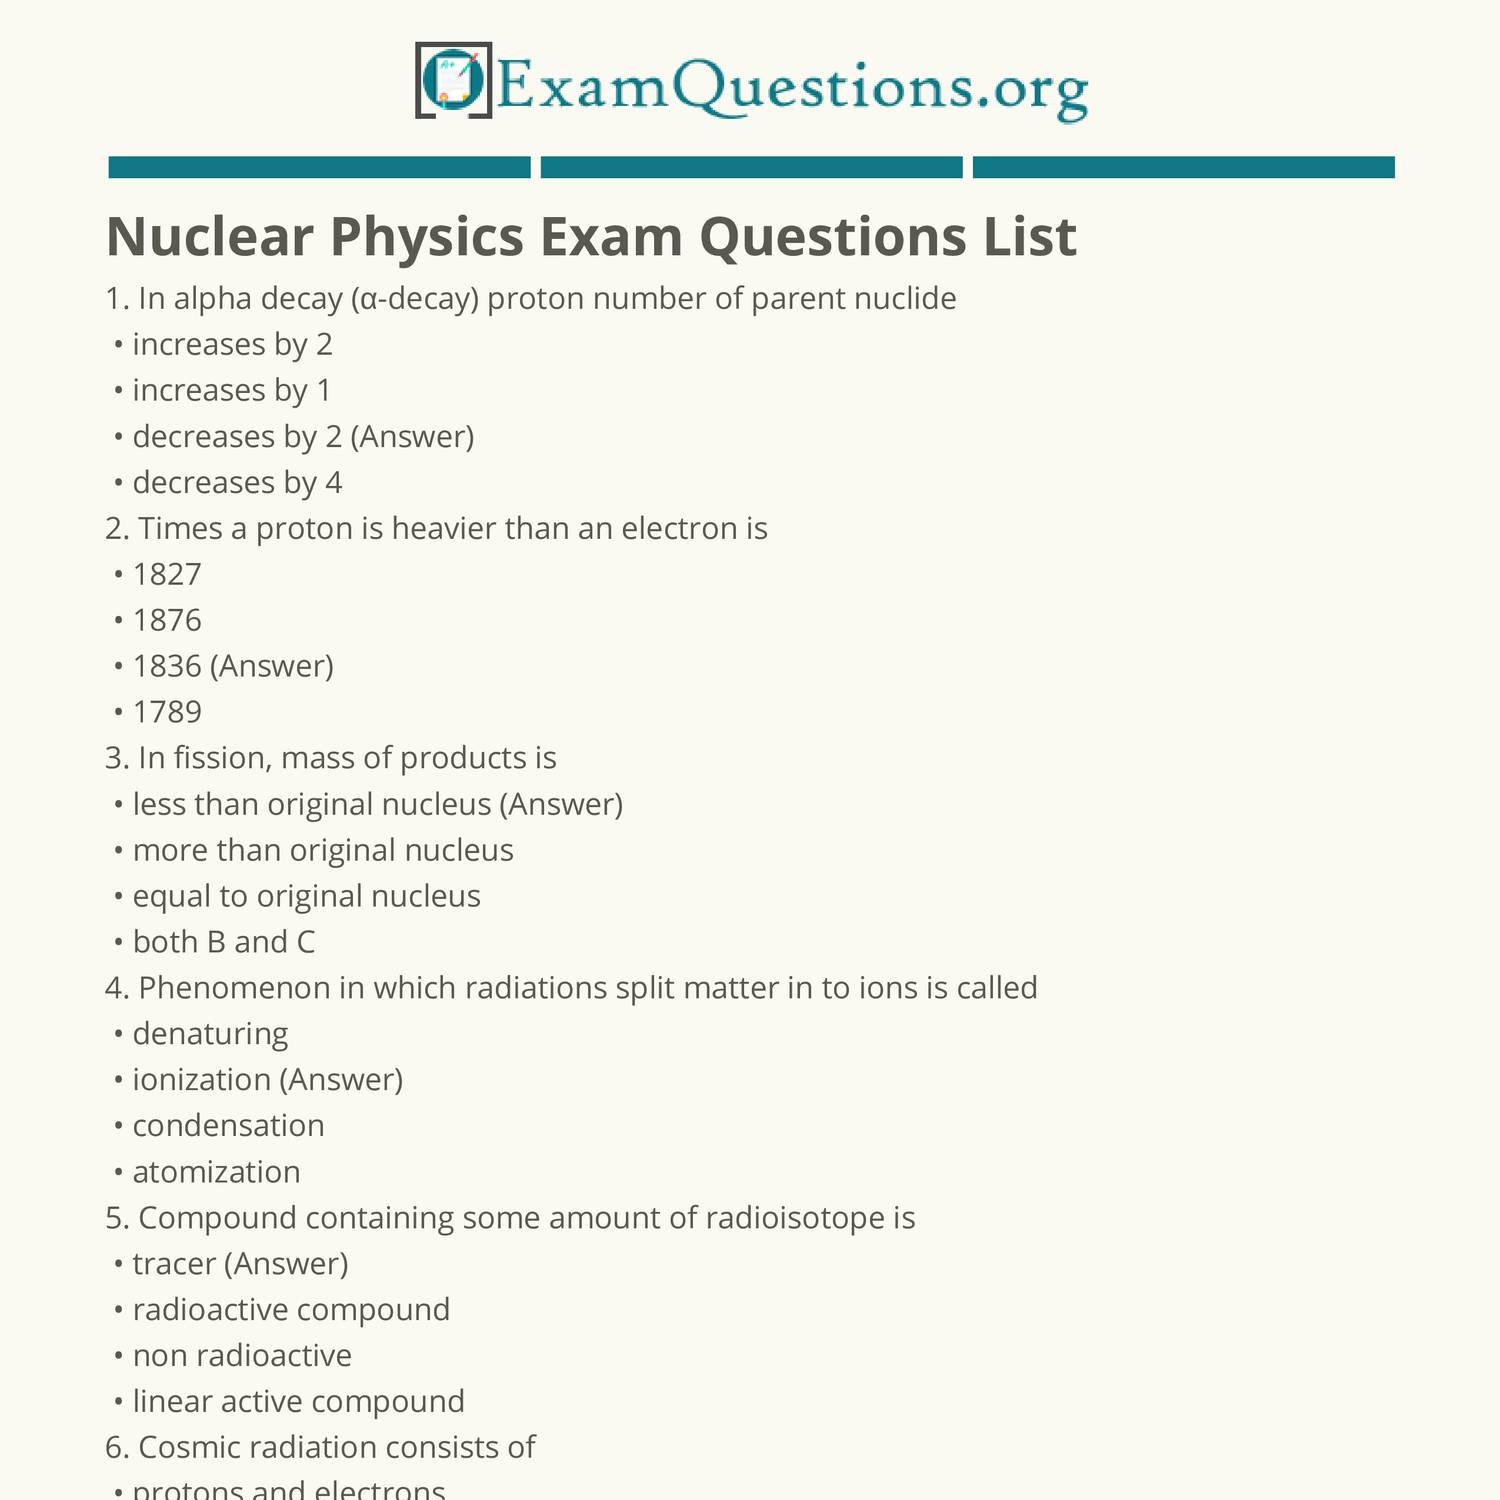 ExamQuestions.org
Nuclear Physics Exam Questions List
1. In alpha decay (α-decay) proton number of parent nuclide
• increases by 2
• increases by 1
• decreases by 2 (Answer)
• decreases by 4
2. Times a proton is heavier than an electron is
• 1827
• 1876
• 1836 (Answer)
• 1789
3. In fission, mass of products is
• less than original nucleus (Answer)
• more than original nucleus
• equal to original nucleus
• both B and C
4. Phenomenon in which radiations split matter in to ions is called
• denaturing
• ionization (Answer)
• condensation
• atomization
5. Compound containing some amount of radioisotope is
• tracer (Answer)
• radioactive compound
• non radioactive
• linear active compound
6. Cosmic radiation consists of
• protons and electrons